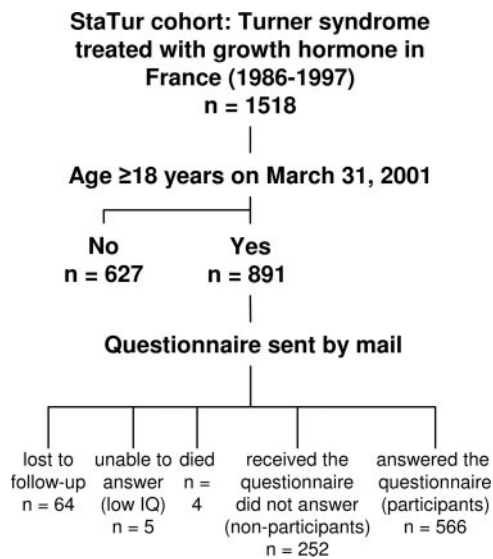 StaTur cohort: Turner syndrome
treated with growth hormone in
France (1986-1997)
n = 1518
Age ≥18 years on March 31, 2001
No
n = 627
Yes
n = 891
Questionnaire sent by mail
lost to
follow-up
n = 64
unable to
answer
(low IQ)
n = 5
died
n =
4
received the
questionnaire
did not answer
(non-participants)
n = 252
answered the
questionnaire
(participants)
n = 566